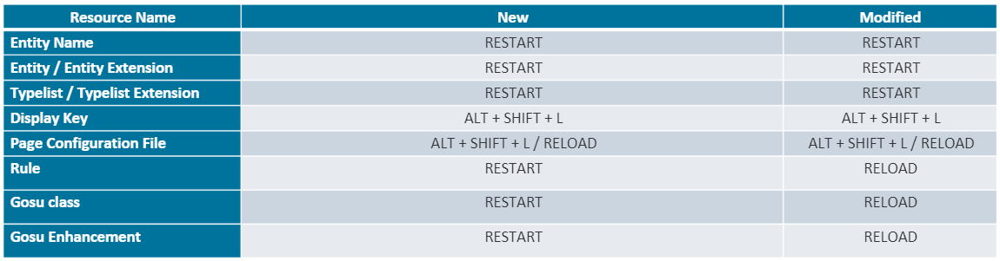 Resource Name New Modified
Entity Name RESTART RESTART
Entity / Entity Extension RESTART RESTART
Typelist / Typelist Extension RESTART RESTART
Display Key ALT + SHIFT + L ALT + SHIFT + L
Page Configuration File ALT + SHIFT + L / RELOAD ALT + SHIFT + L / RELOAD
Rule RESTART RELOAD
Gosu class RESTART RELOAD
Gosu Enhancement RESTART RELOAD